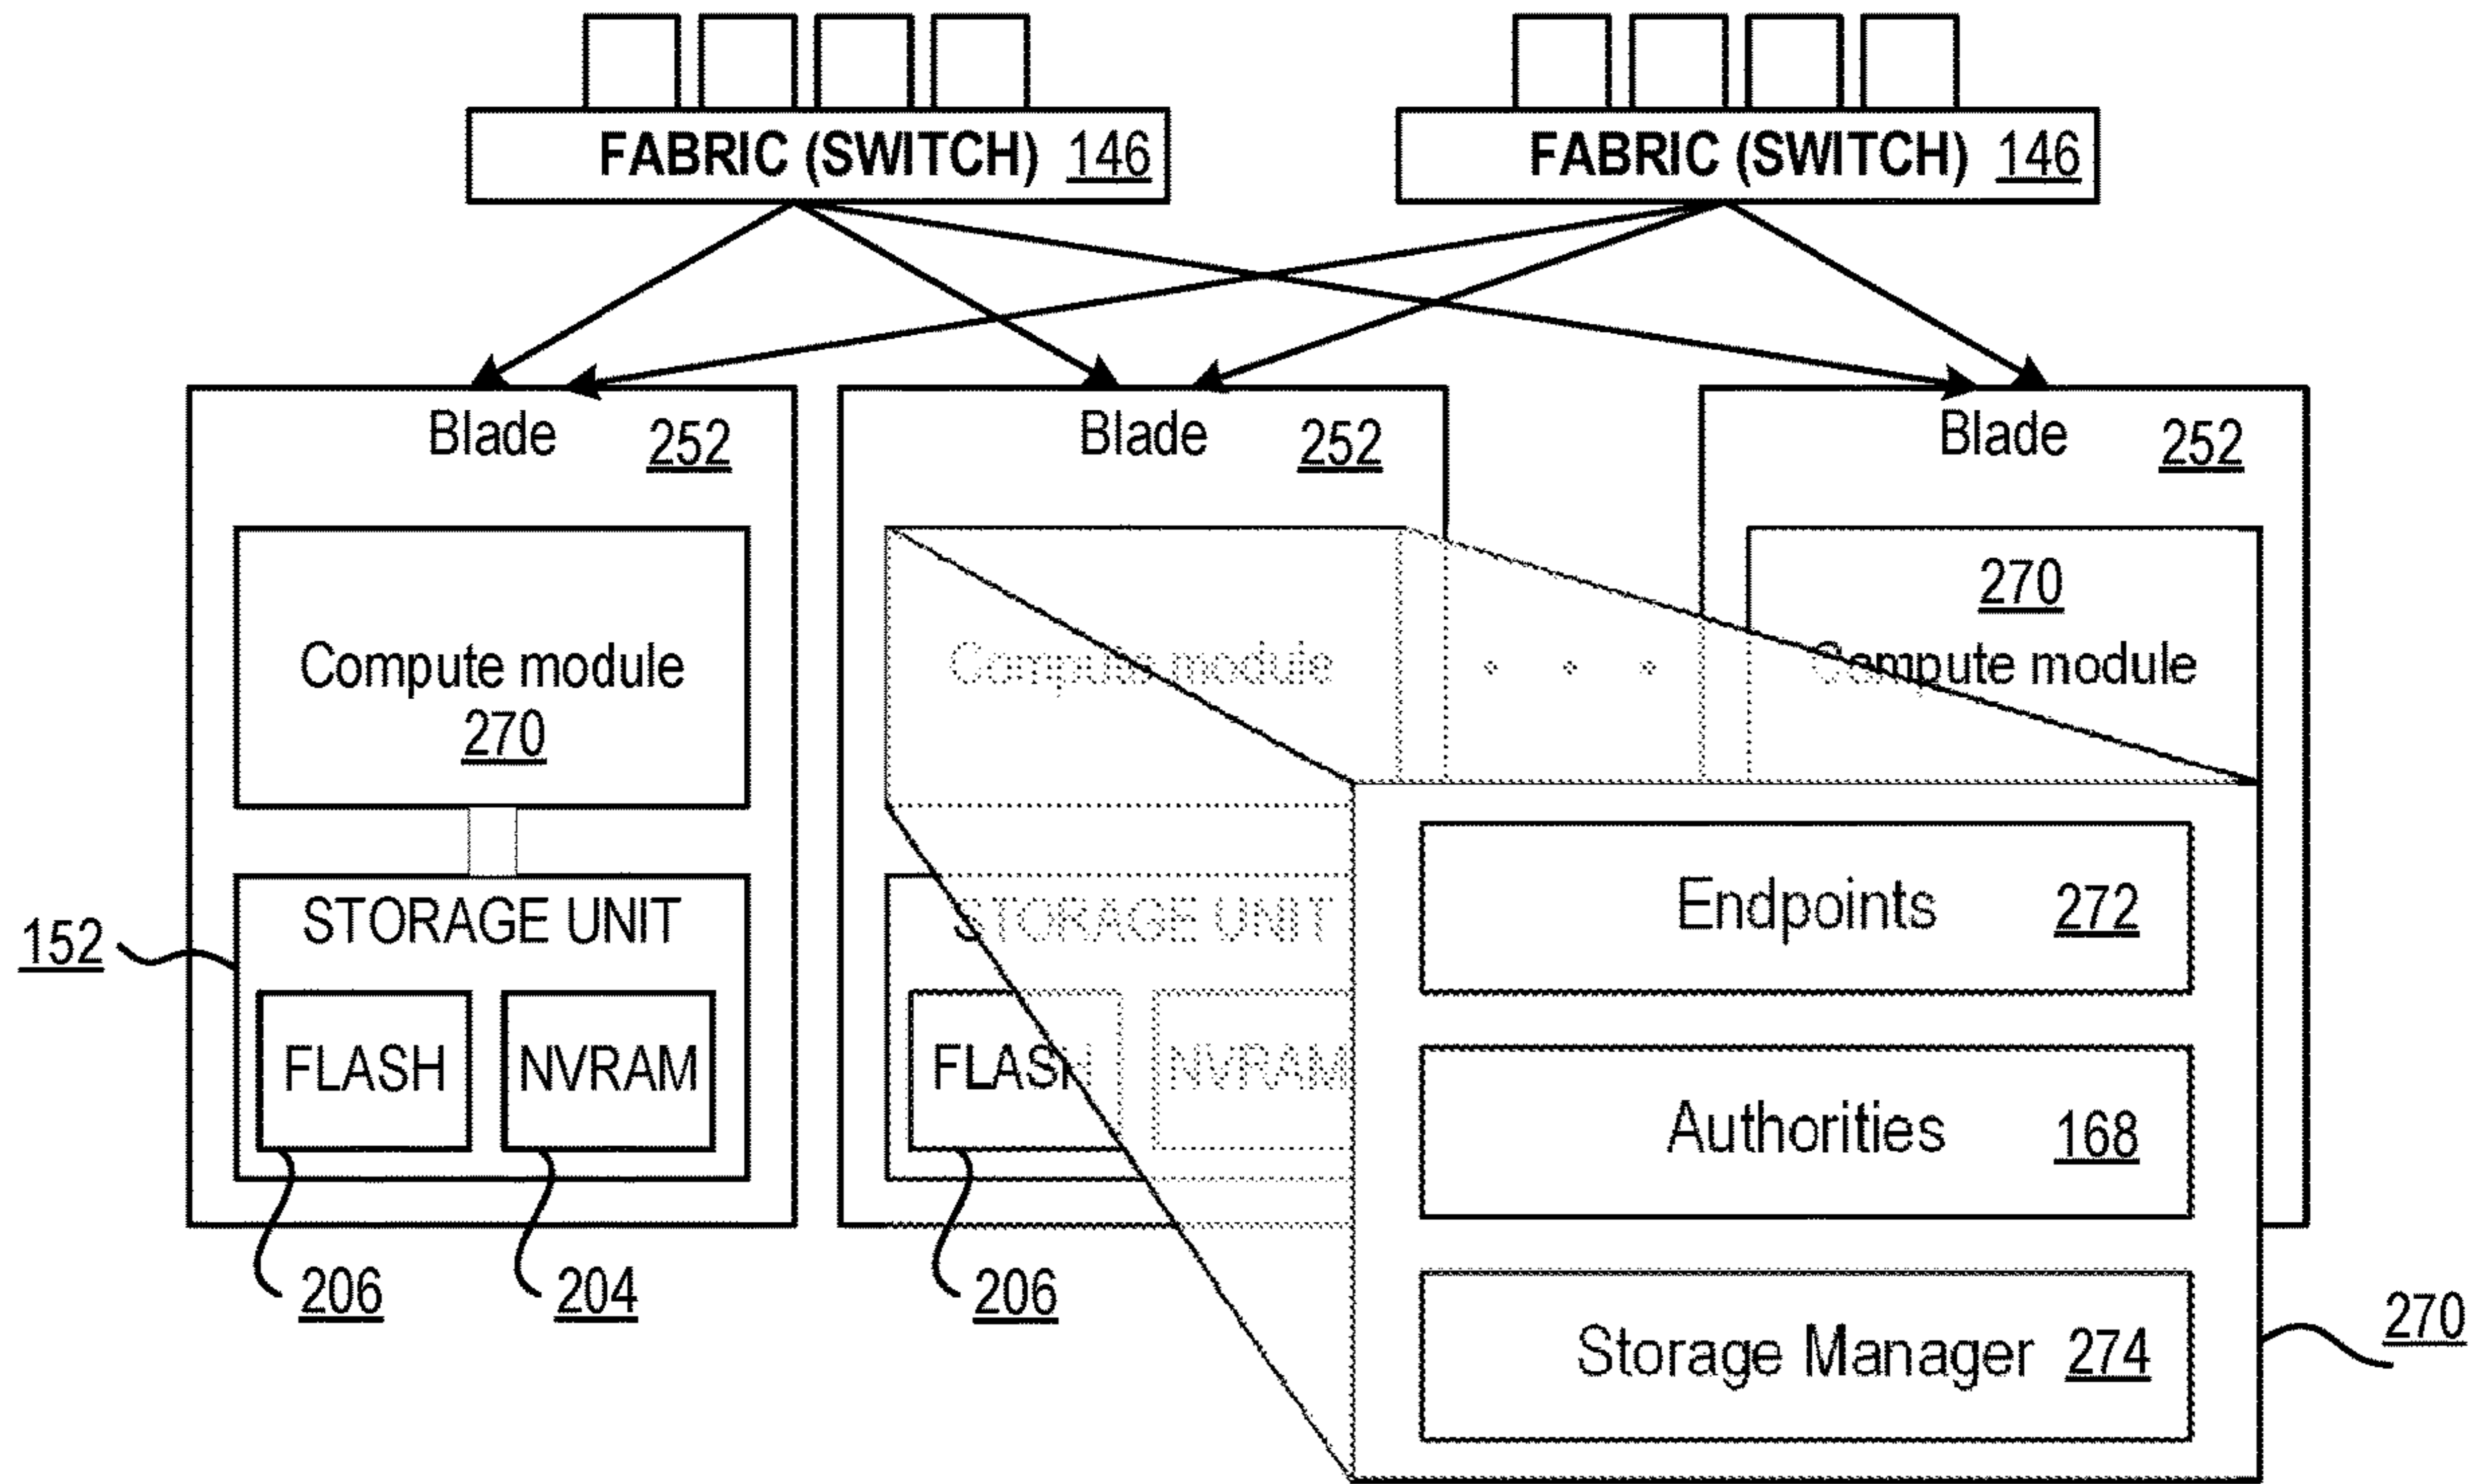 FABRIC (SWITCH) 146
FABRIC (SWITCH) 146
Blade 252
Blade 252
Blade 252
Compute module
270
Compute module
. . .
270
Compute module
152
STORAGE UNIT
FLASH
NVRAM
206
204
STORAGE UNIT
FLASH
NVRAM
206
Endpoints 272
Authorities 168
Storage Manager 274
270